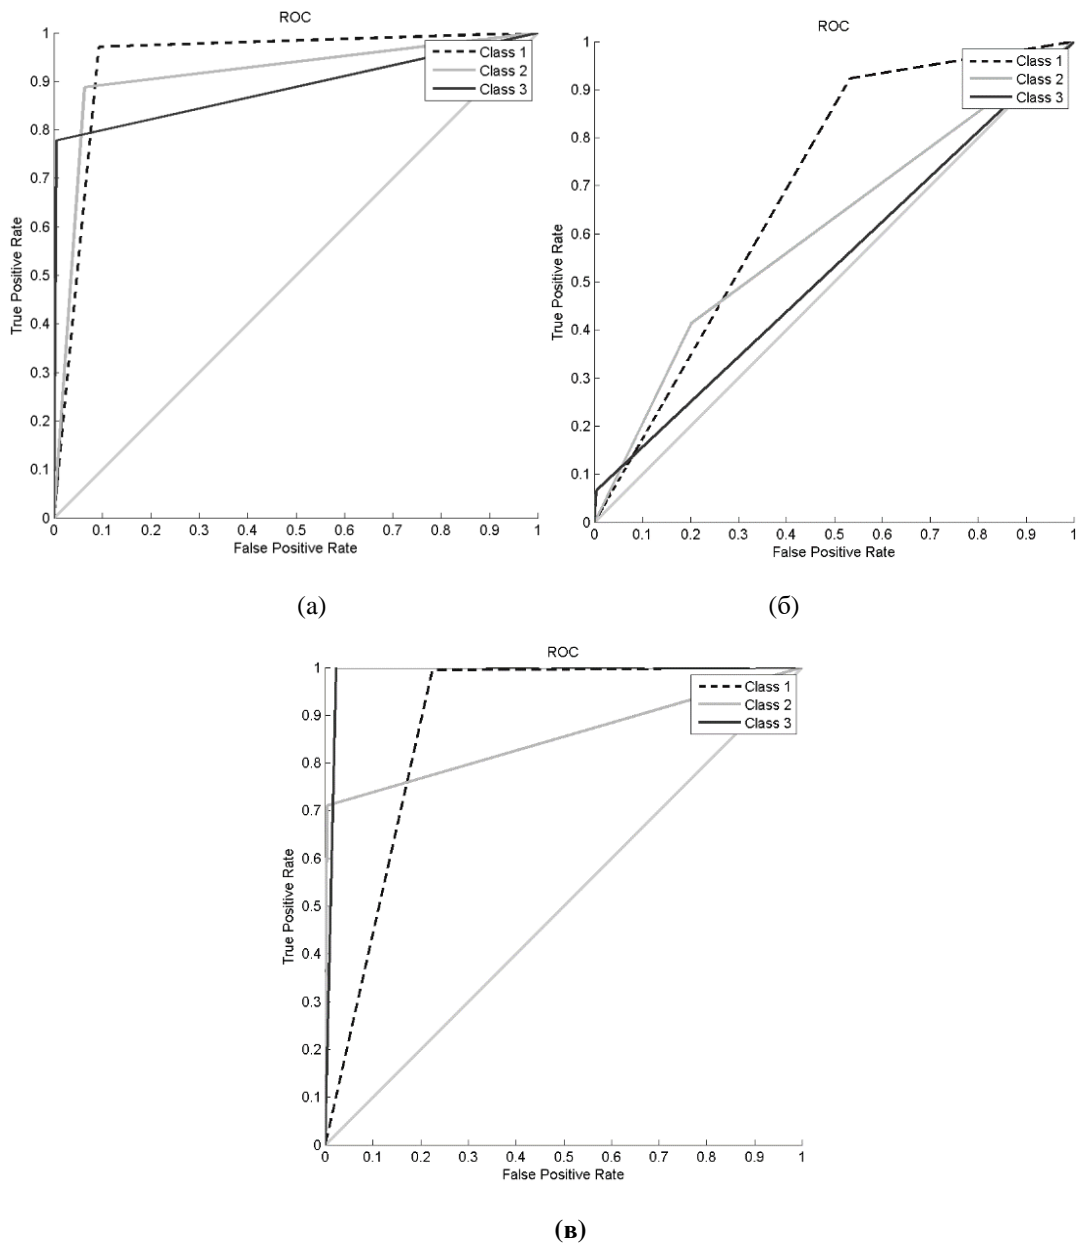 ROC
1
0.9
0.8
0.7
0.6
0.5
0.4
0.3
0.2
0.1
0
True Positive Rate
Class 1
Class 2
Class 3
0 0.1 0.2 0.3 0.4 0.5 0.6 0.7 0.8 0.9 1
False Positive Rate
(а)
ROC
1
0.9
0.8
0.7
0.6
0.5
0.4
0.3
0.2
0.1
0
True Positive Rate
Class 1
Class 2
Class 3
0 0.1 0.2 0.3 0.4 0.5 0.6 0.7 0.8 0.9 1
False Positive Rate
(б)
ROC
1
0.9
0.8
0.7
0.6
0.5
0.4
0.3
0.2
0.1
0
True Positive Rate
Class 1
Class 2
Class 3
0 0.1 0.2 0.3 0.4 0.5 0.6 0.7 0.8 0.9 1
False Positive Rate
(в)